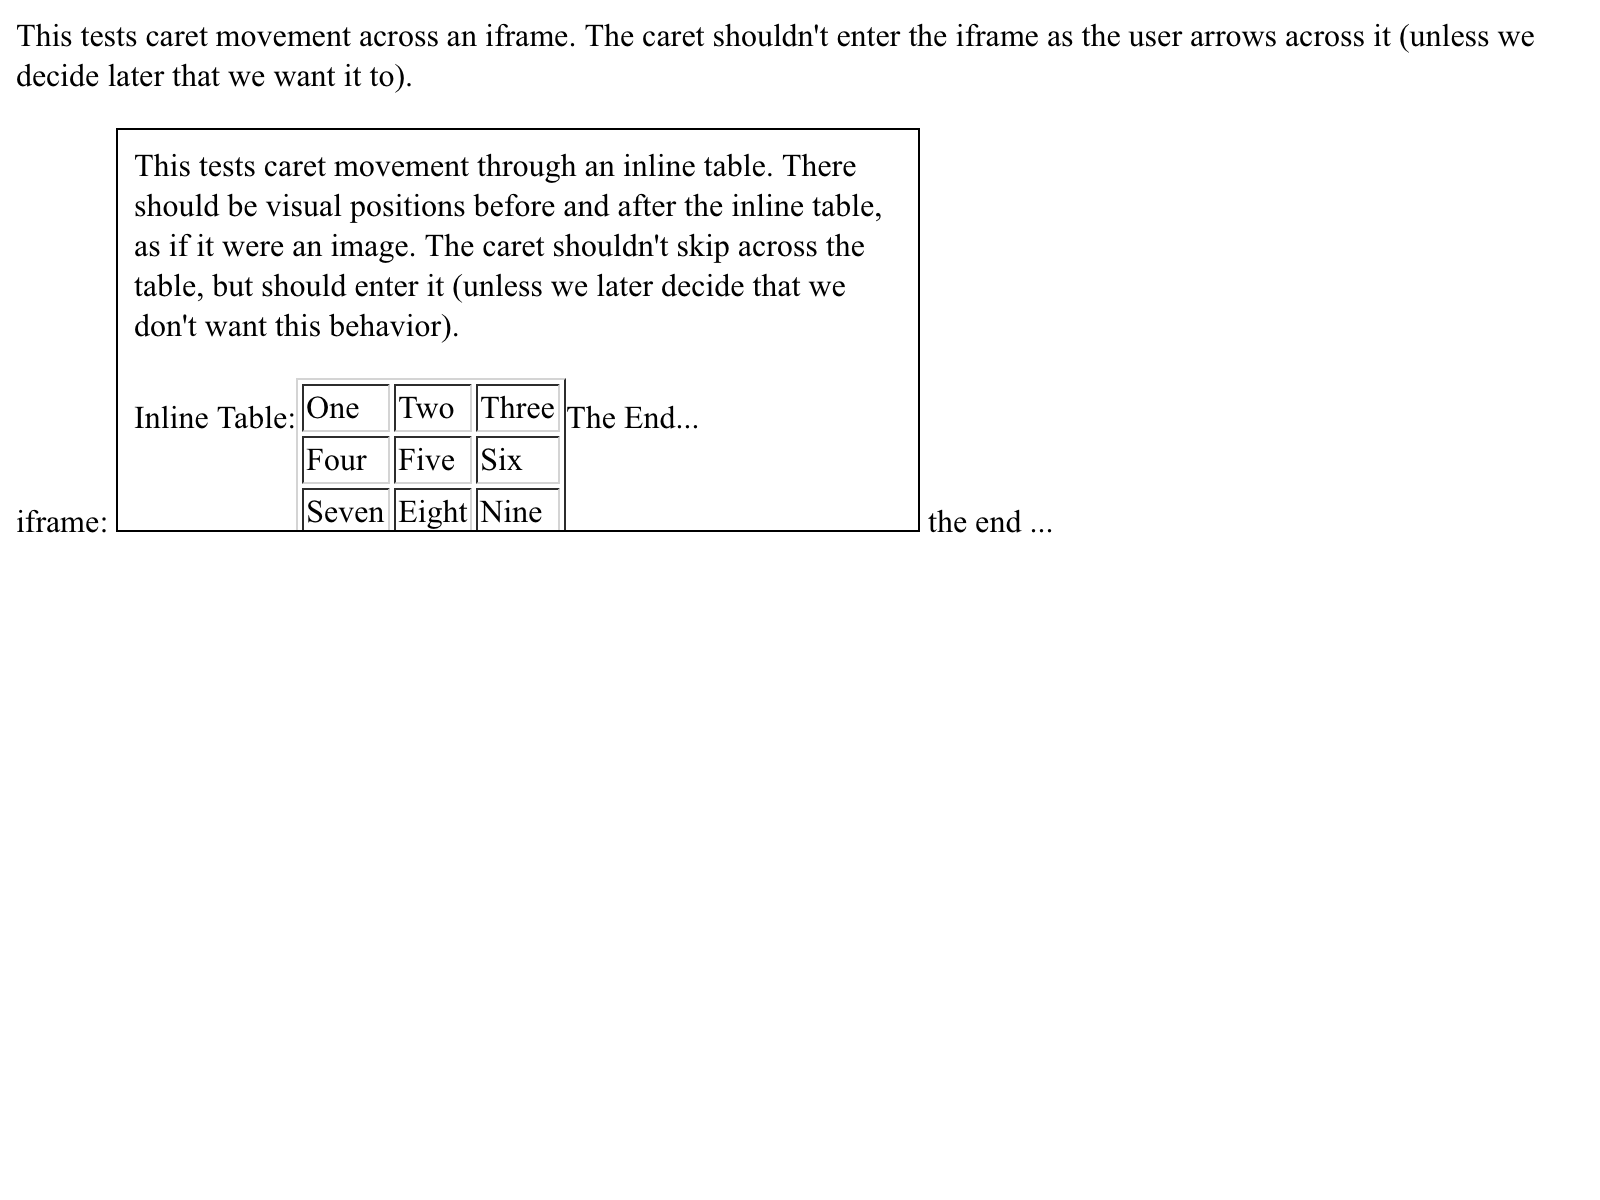 This tests caret movement across an iframe. The caret shouldn't enter the iframe as the user arrows across it (unless we
decide later that we want it to).
This tests caret movement through an inline table. There
should be visual positions before and after the inline table,
as if it were an image. The caret shouldn't skip across the
table, but should enter it (unless we later decide that we
don't want this behavior).
Inline Table: One Two Three The End...
Four Five Six
Seven Eight Nine
iframe: the end ...